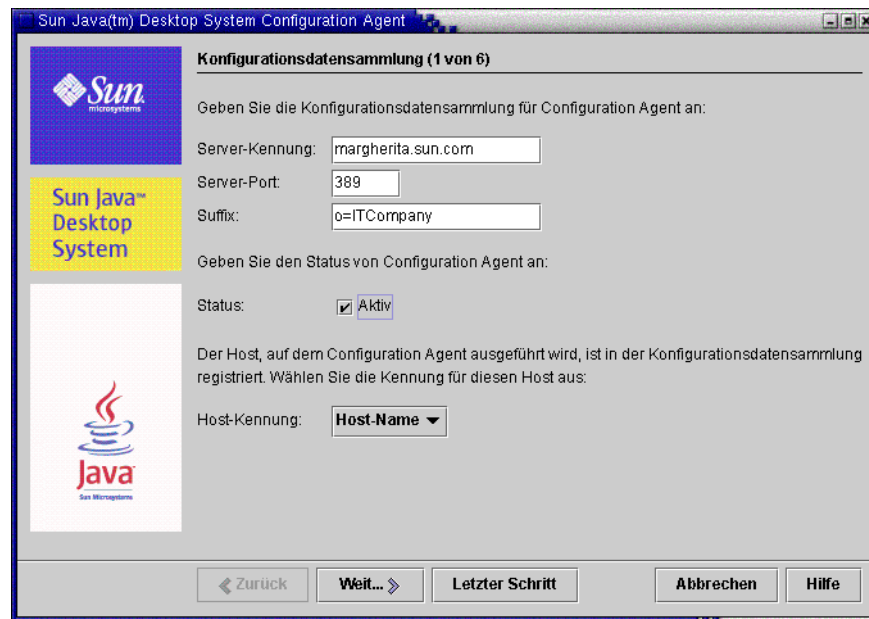 Sun Java(tm) Desktop System Configuration Agent
Sun
microsystems
Sun Java™
Desktop
System
Java
Sun Microsystems
Konfigurationsdatensammlung (1 von 6)
Geben Sie die Konfigurationsdatensammlung für Configuration Agent an:
Server-Kennung: margherita.sun.com
Server-Port: 389
Suffix: o=ITCompany
Geben Sie den Status von Configuration Agent an:
Status: Aktiv
Der Host, auf dem Configuration Agent ausgeführt wird, ist in der Konfigurationsdatensammlung
registriert. Wählen Sie die Kennung für diesen Host aus:
Host-Kennung: Host-Name
Zurück Weit... Letzter Schritt Abbrechen Hilfe